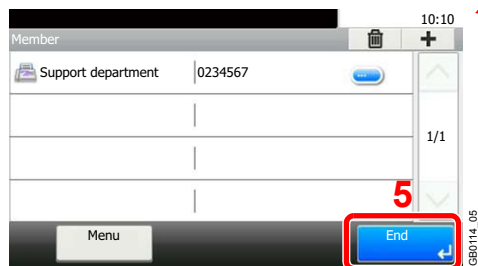 10:10
Member
Support department 0234567
1/1
5
Menu
End
GB0114_05